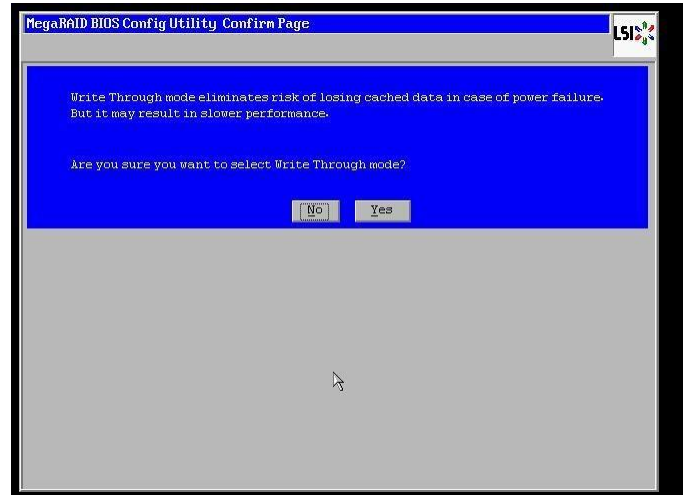 MegaRAID BIOS Config Utility Confirm Page
LSI
Write Through mode eliminates risk of losing cached data in case of power failure.
But it may result in slower performance.
Are you sure you want to select Write Through mode?
No
Yes